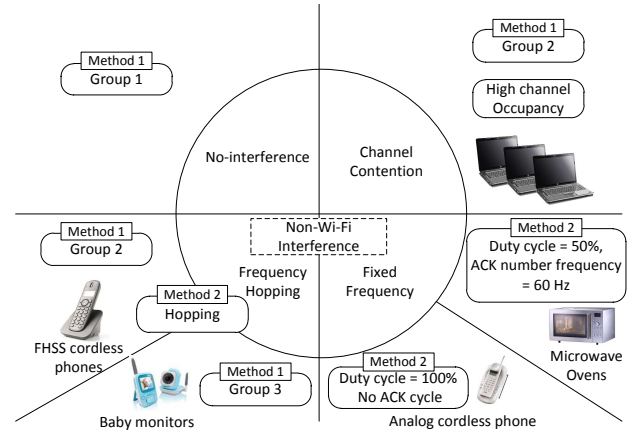 Method 1
Group 1
Method 1
Group 2
High channel
Occupancy
No-interference
Channel
Contention
Non-Wi-Fi
Interference
Method 1
Group 2
Frequency
Hopping
Fixed
Frequency
Method 2
Duty cycle = 50%,
ACK number frequency
= 60 Hz
Method 2
Hopping
FHSS cordless
phones
Microwave
Ovens
Method 1
Group 3
Method 2
Duty cycle = 100%
No ACK cycle
Baby monitors
Analog cordless phone